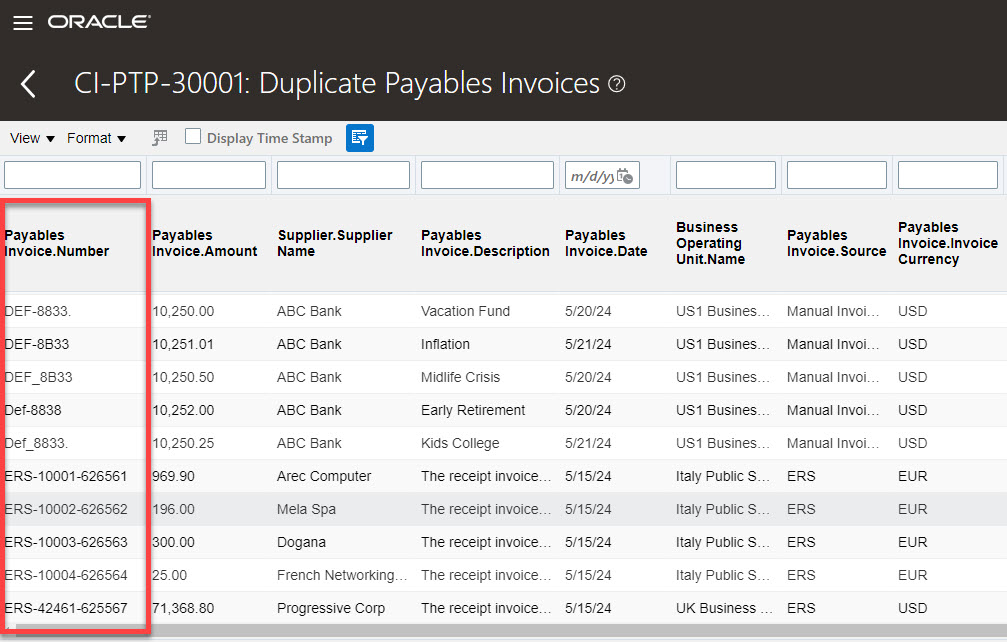 ORACLE
CI-PTP-30001: Duplicate Payables Invoices
View Format Display Time Stamp
m/d/yy
Payables Invoice.Number Payables Invoice.Amount Supplier.Supplier Name Payables Invoice.Description Payables Invoice.Date Business Operating Unit.Name Payables Invoice.Source Payables Invoice.Invoice Currency
DEF-8833. 10,250.00 ABC Bank Vacation Fund 5/20/24 US1 Busines... Manual Invoi... USD
DEF-8B33 10,251.01 ABC Bank Inflation 5/21/24 US1 Busines... Manual Invoi... USD
DEF_8B33 10,250.50 ABC Bank Midlife Crisis 5/20/24 US1 Busines... Manual Invoi... USD
Def-8838 10,252.00 ABC Bank Early Retirement 5/20/24 US1 Busines... Manual Invoi... USD
Def_8833. 10,250.25 ABC Bank Kids College 5/21/24 US1 Busines... Manual Invoi... USD
ERS-10001-626561 969.90 Arec Computer The receipt invoice... 5/15/24 Italy Public S... ERS EUR
ERS-10002-626562 196.00 Mela Spa The receipt invoice... 5/15/24 Italy Public S... ERS EUR
ERS-10003-626563 300.00 Dogana The receipt invoice... 5/15/24 Italy Public S... ERS EUR
ERS-10004-626564 25.00 French Networking... The receipt invoice... 5/15/24 Italy Public S... ERS EUR
ERS-42461-625567 71,368.80 Progressive Corp The receipt invoice... 5/15/24 UK Business ... ERS USD